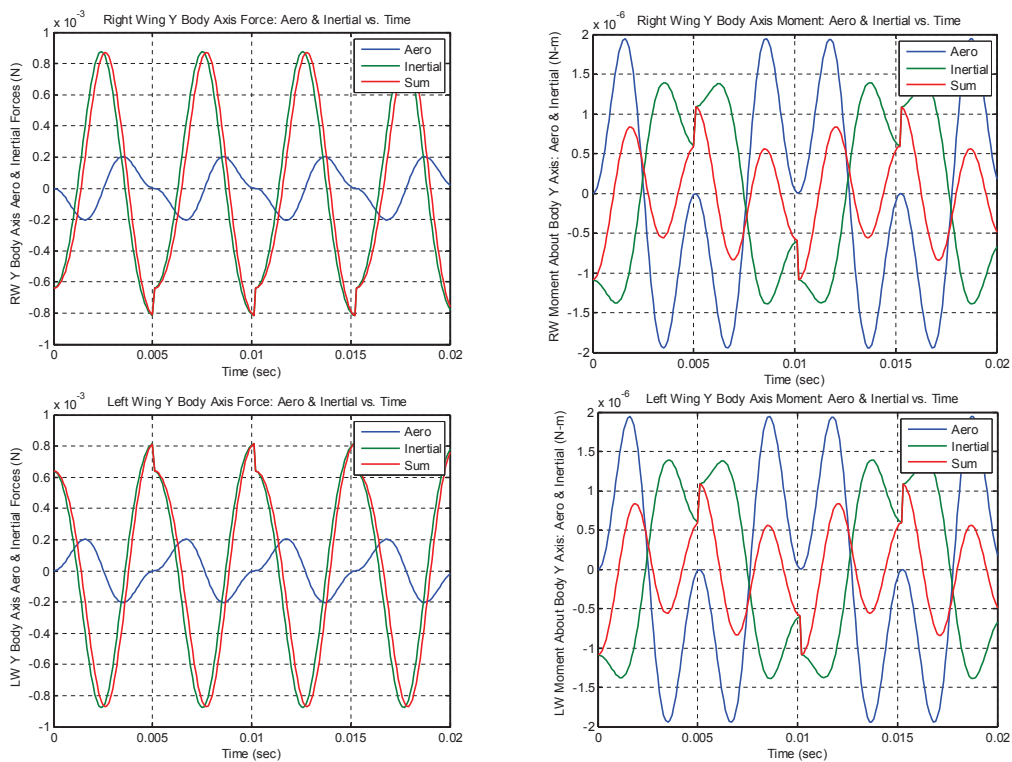 Right Wing Y Body Axis Force: Aero & Inertial vs. Time
x 10^-3
RW Y Body Axis Aero & Inertial Forces (N)
1
0.8
0.6
0.4
0.2
0
-0.2
-0.4
-0.6
-0.8
-1
0 0.005 0.01 0.015 0.02
Time (sec)
Aero
Inertial
Sum
Right Wing Y Body Axis Moment: Aero & Inertial vs. Time
x 10^-6
RW Moment About Body Y Axis: Aero & Inertial (N-m)
2
1.5
1
0.5
0
-0.5
-1
-1.5
-2
0 0.005 0.01 0.015 0.02
Time (sec)
Aero
Inertial
Sum
Left Wing Y Body Axis Force: Aero & Inertial vs. Time
x 10^-3
LW Y Body Axis Aero & Inertial Forces (N)
1
0.8
0.6
0.4
0.2
0
-0.2
-0.4
-0.6
-0.8
-1
0 0.005 0.01 0.015 0.02
Time (sec)
Aero
Inertial
Sum
Left Wing Y Body Axis Moment: Aero & Inertial vs. Time
x 10^-6
LW Moment About Body Y Axis: Aero & Inertial (N-m)
2
1.5
1
0.5
0
-0.5
-1
-1.5
-2
0 0.005 0.01 0.015 0.02
Time (sec)
Aero
Inertial
Sum